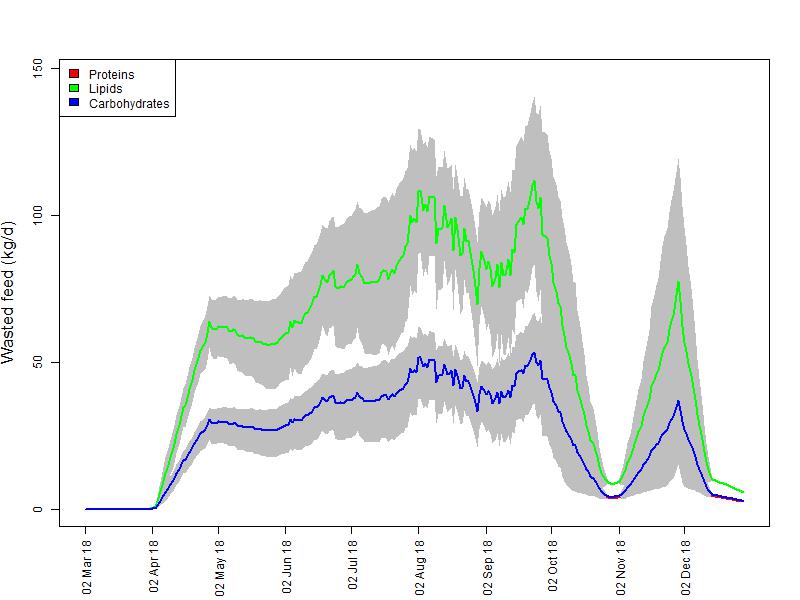 Wasted feed (kg/d)
150
100
50
0
Proteins
Lipids
Carbohydrates
02 Mar 18
02 Apr 18
02 May 18
02 Jun 18
02 Jul 18
02 Aug 18
02 Sep 18
02 Oct 18
02 Nov 18
02 Dec 18